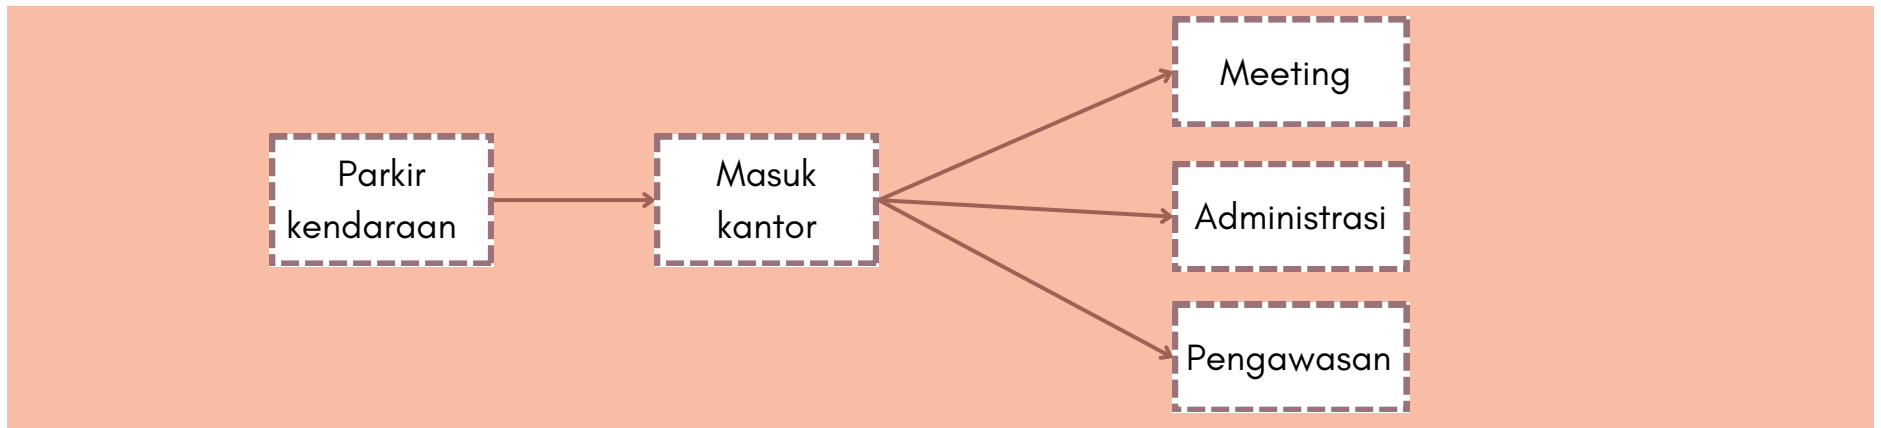 Parkir
kendaraan
Masuk
kantor
Meeting
Administrasi
Pengawasan